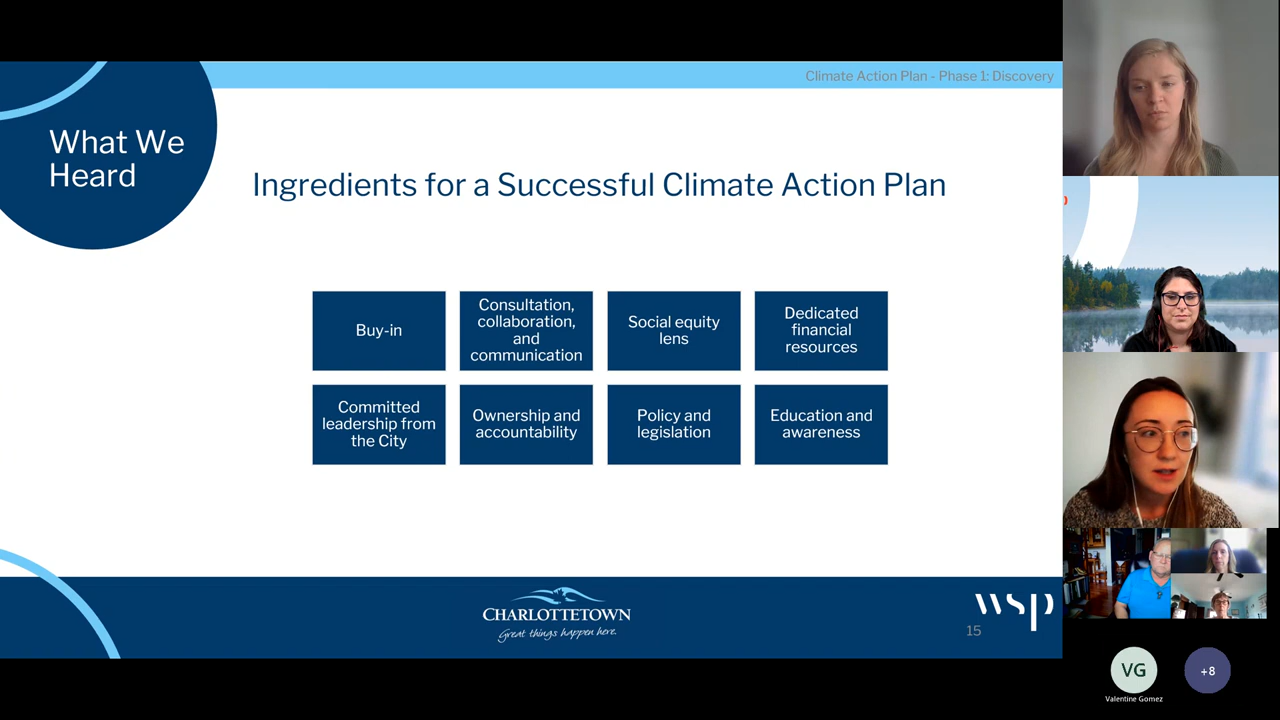 Climate Action Plan - Phase 1: Discovery
What We
Heard
Ingredients for a Successful Climate Action Plan
Buy-in
Consultation,
collaboration,
and
communication
Social equity
lens
Dedicated
financial
resources
Committed
leadership from
the City
Ownership and
accountability
Policy and
legislation
Education and
awareness
CHARLOTTETOWN
Great things happen here.
wsp
15
VG
Valentine Gomez
+8